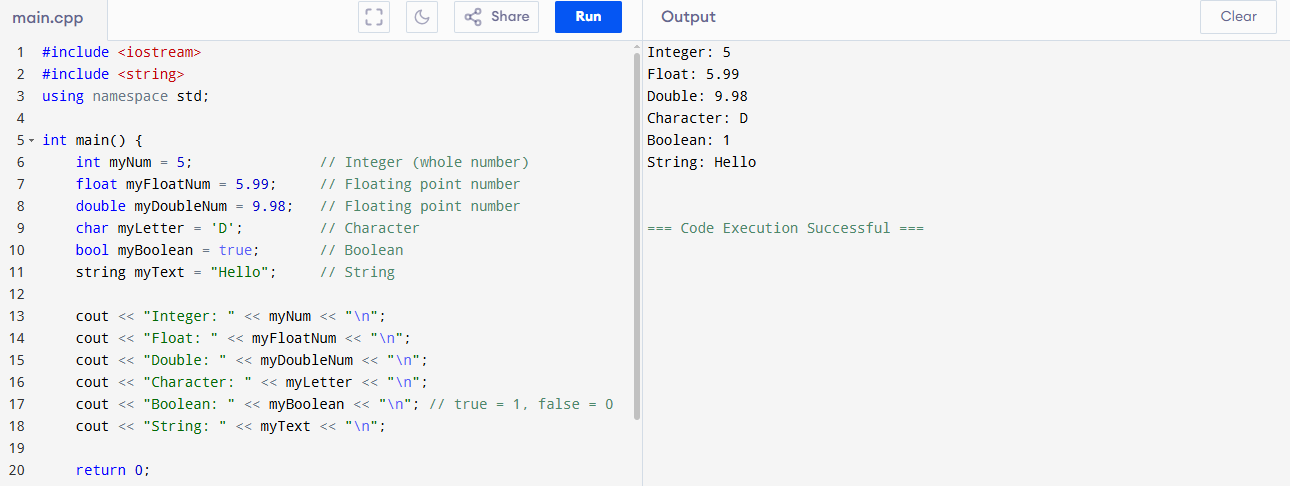 main.cpp
Share
Run
Output
Clear
1 #include <iostream>
2 #include <string>
3 using namespace std;
4
5 int main() {
6     int myNum = 5;               // Integer (whole number)
7     float myFloatNum = 5.99;     // Floating point number
8     double myDoubleNum = 9.98;   // Floating point number
9     char myLetter = 'D';         // Character
10     bool myBoolean = true;       // Boolean
11     string myText = "Hello";     // String
12
13     cout << "Integer: " << myNum << "\n";
14     cout << "Float: " << myFloatNum << "\n";
15     cout << "Double: " << myDoubleNum << "\n";
16     cout << "Character: " << myLetter << "\n";
17     cout << "Boolean: " << myBoolean << "\n"; // true = 1, false = 0
18     cout << "String: " << myText << "\n";
19
20     return 0;
Integer: 5
Float: 5.99
Double: 9.98
Character: D
Boolean: 1
String: Hello
=== Code Execution Successful ===